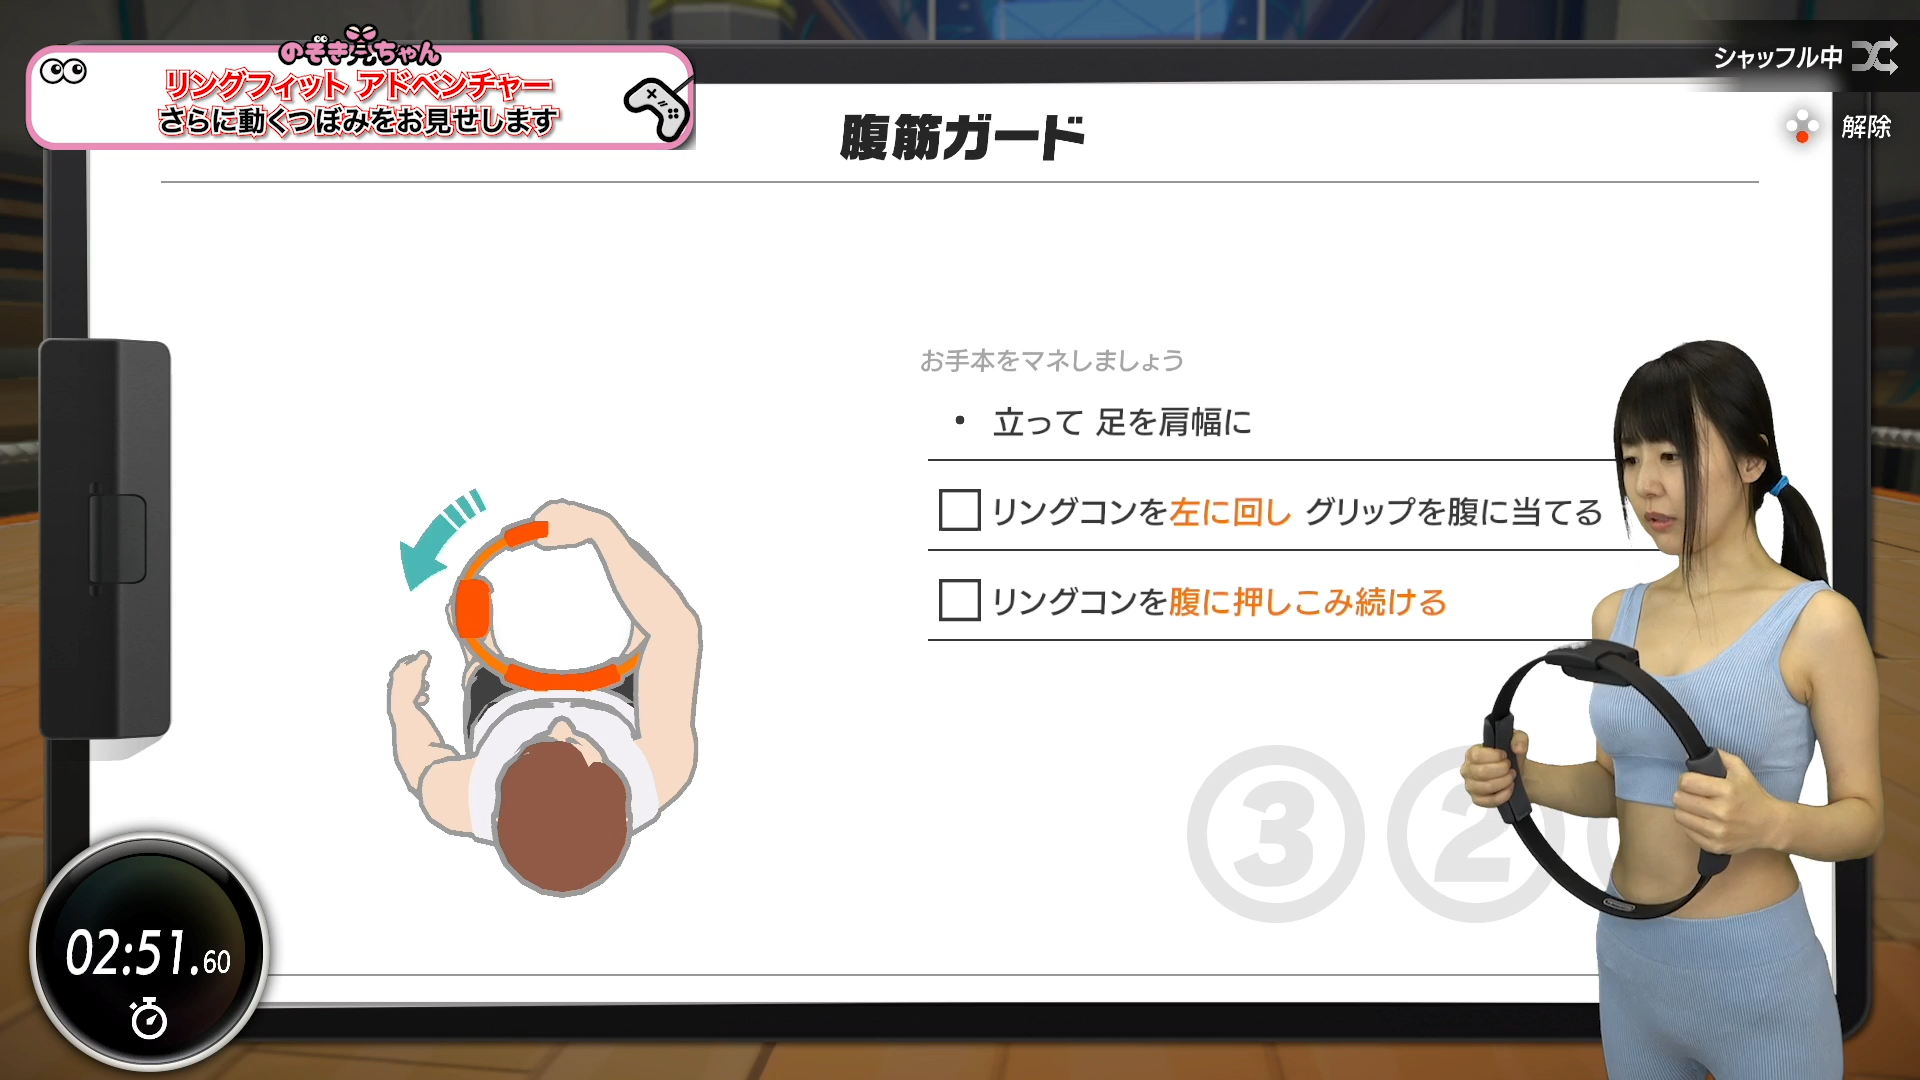 のぞき見ちゃん
リングフィット アドベンチャー
さらに動くつぼみをお見せします
シャッフル中
解除
腹筋ガード
お手本をマネしましょう
・ 立って 足を肩幅に
リングコンを左に回し グリップを腹に当てる
リングコンを腹に押しこみ続ける
3 2
02:51.60